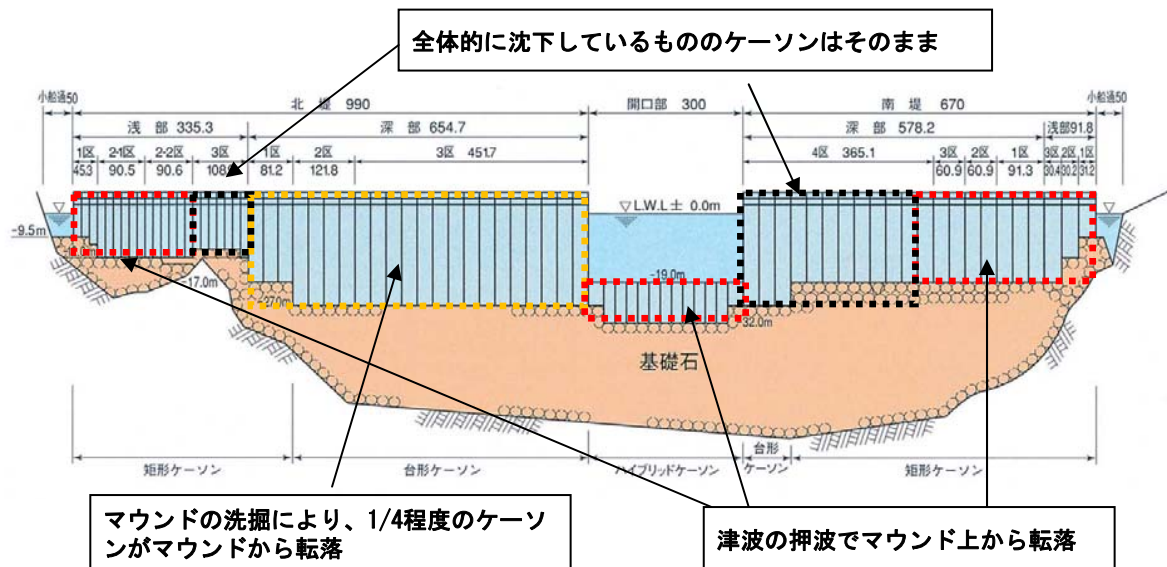 全体的に沈下しているもののケーソンはそのまま
小船通50
北 堤 990
開口部 300
南 堤 670
小船通50
浅 部 335.3
深 部 654.7
深 部 578.2
浅部91.8
1区
2-1区
2-2区
3区
1区
2区
3区 451.7
4区 365.1
3区
2区
1区
3区
2区
1区
453
90.5
90.6
108
81.2
121.8
60.9
60.9
91.3
30.4
30.2
31.2
▽L.W.L± 0.0m
-9.5m
-17.0m
-27.0m
-19.0m
32.0m
基礎石
矩形ケーソン
台形ケーソン
ハイブリッドケーソン
台形
ケーソン
矩形ケーソン
マウンドの洗掘により、1/4程度のケーソ
ンがマウンドから転落
津波の押波でマウンド上から転落